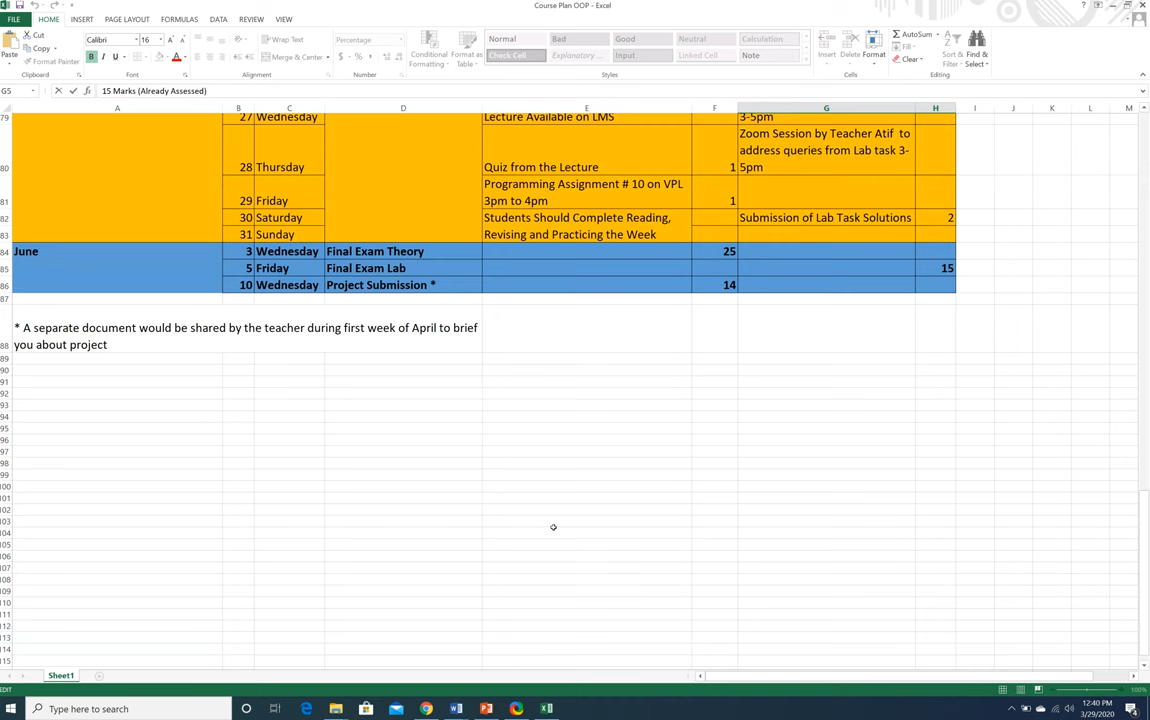 Course Plan OOP - Excel
FILE HOME INSERT PAGE LAYOUT FORMULAS DATA REVIEW VIEW
Cut
Copy
Format Painter
Paste
Clipboard
Calibri 16
B I U
Font
Wrap Text
Merge & Center
Alignment
Percentage
$ % ,
Number
Conditional Formatting
Format as Table
Normal Bad Good Neutral Calculation
Check Cell Explanatory... Input Linked Cell Note
Styles
Insert Delete Format
Cells
AutoSum
Fill
Clear
Editing
Sort & Filter
Find & Select
G5 15 Marks (Already Assessed)
A B C D E F G H I J K L M
79 27 Wednesday Lecture Available on LMS 3-5pm
Zoom Session by Teacher Atif to
address queries from Lab task 3-
80 28 Thursday Quiz from the Lecture 1 5pm
Programming Assignment # 10 on VPL
81 29 Friday 3pm to 4pm 1
82 30 Saturday Students Should Complete Reading, Submission of Lab Task Solutions 2
83 31 Sunday Revising and Practicing the Week
84 June 3 Wednesday Final Exam Theory 25
85 5 Friday Final Exam Lab 15
86 10 Wednesday Project Submission * 14
87
* A separate document would be shared by the teacher during first week of April to brief
88 you about project
89
90
91
92
93
94
95
96
97
98
99
100
101
102
103
104
105
106
107
108
109
110
111
112
113
114
115
Sheet1
EDIT 100%
Type here to search
12:40 PM
3/29/2020